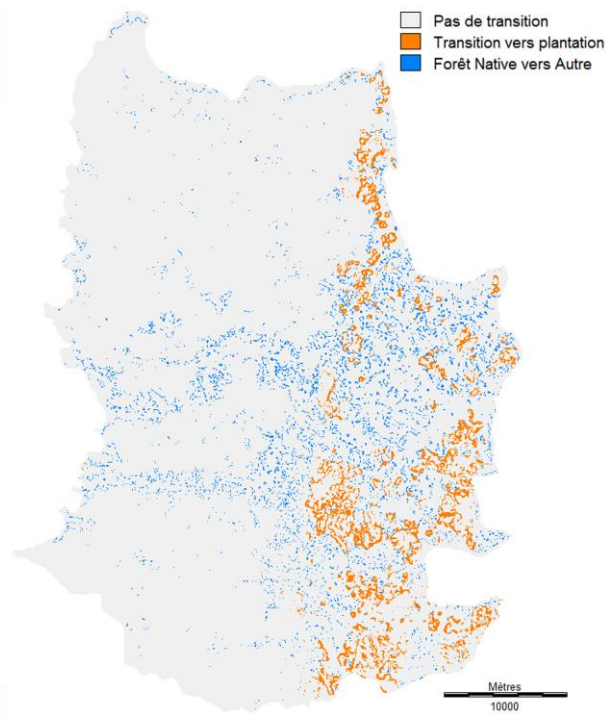 Pas de transition
Transition vers plantation
Forêt Native vers Autre
Mètres
10000